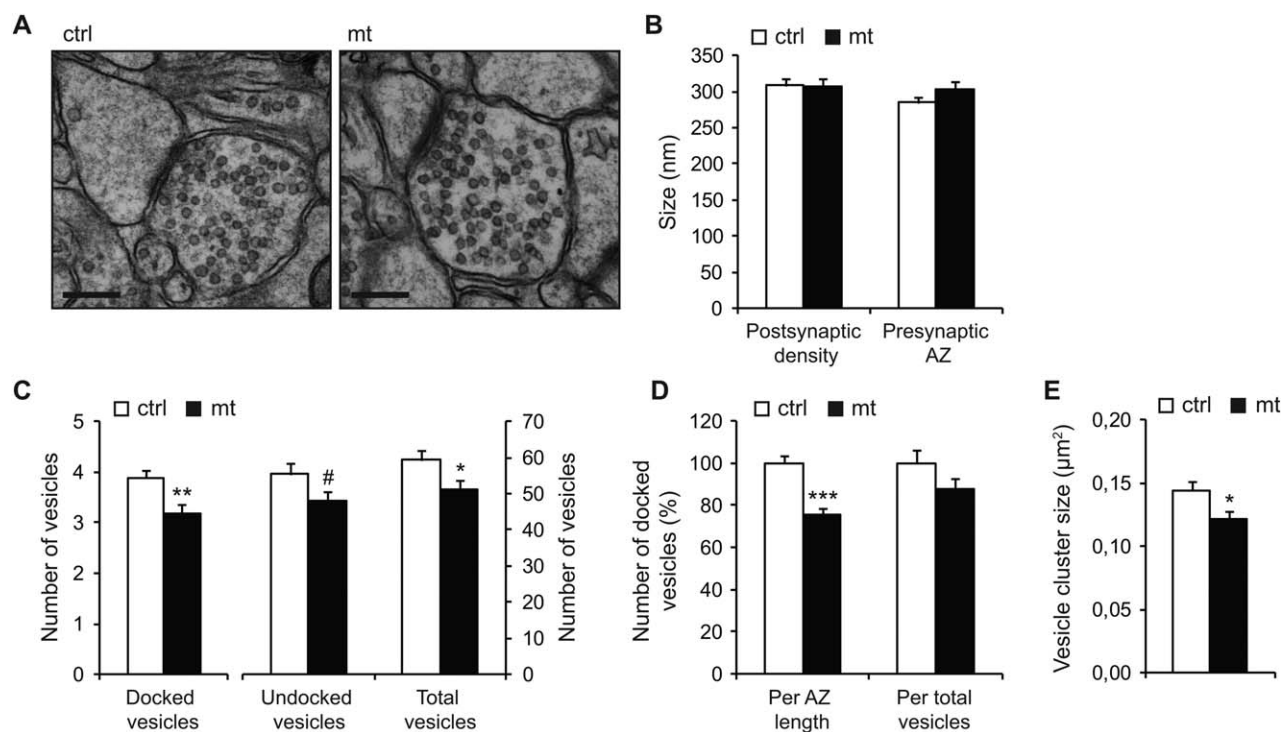 A
ctrl
mt
B
ctrl mt
Size (nm)
350
300
250
200
150
100
50
0
Postsynaptic
density
Presynaptic
AZ
C
ctrl mt
Number of vesicles
5
4
3
2
1
0
**
#
*
70
60
50
40
30
20
10
0
Number of vesicles
Docked
vesicles
Undocked
vesicles
Total
vesicles
D
ctrl mt
Number of docked
vesicles (%)
120
100
80
60
40
20
0
***
Per AZ
length
Per total
vesicles
E
ctrl mt
Vesicle cluster size (µm²)
0,20
0,15
0,10
0,05
0,00
*